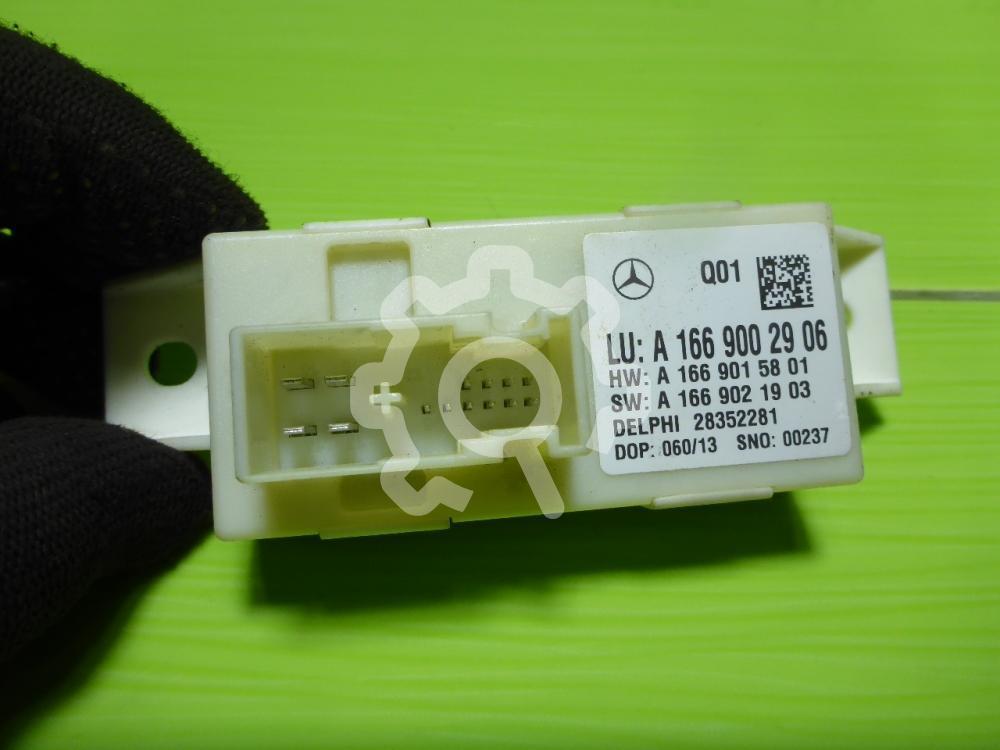 Q01
LU: A 166 900 29 06
HW: A 166 901 58 01
SW: A 166 902 19 03
DELPHI 28352281
DOP: 060/13 SNO: 00237